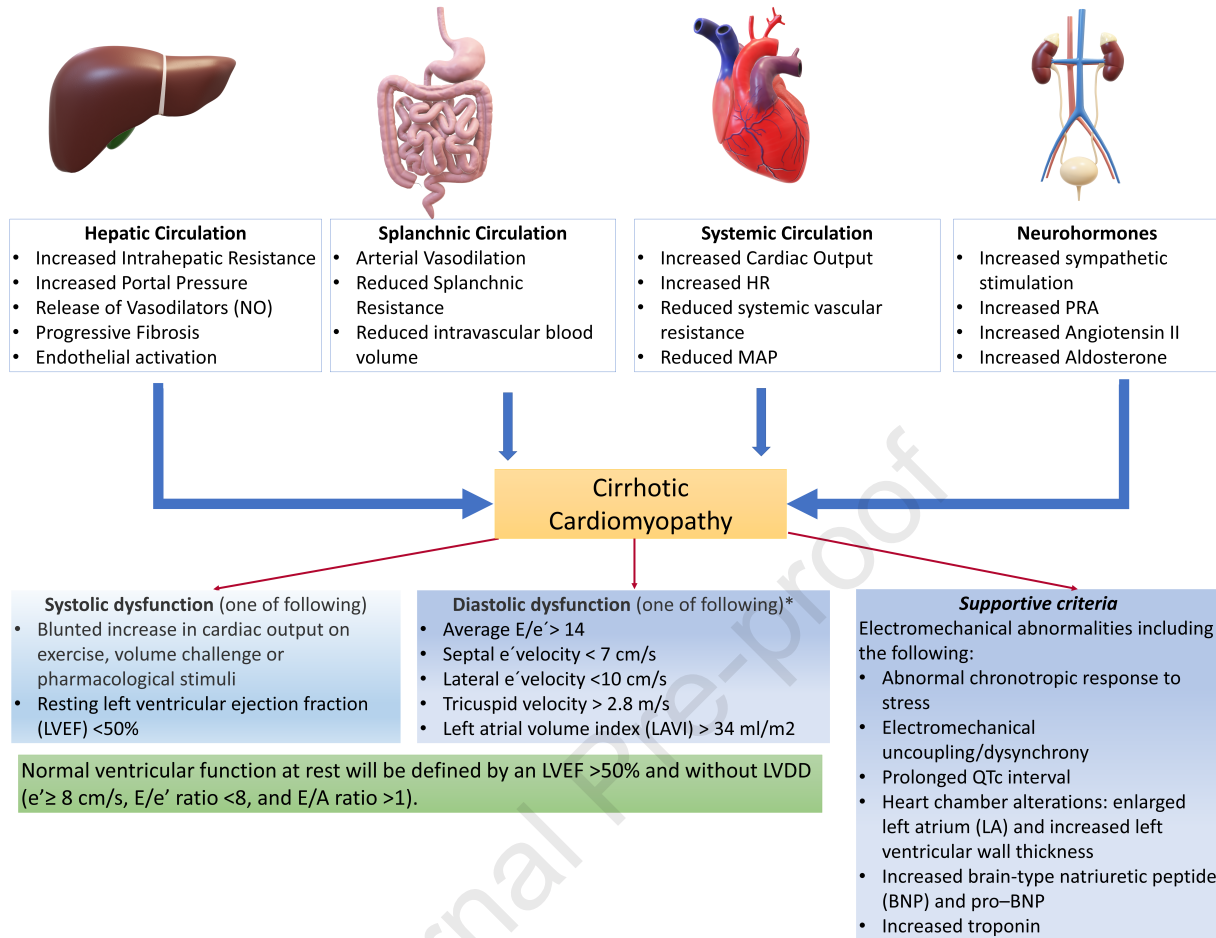 Hepatic Circulation
• Increased Intrahepatic Resistance
• Increased Portal Pressure
• Release of Vasodilators (NO)
• Progressive Fibrosis
• Endothelial activation
Splanchnic Circulation
• Arterial Vasodilation
• Reduced Splanchnic
Resistance
• Reduced intravascular blood
volume
Systemic Circulation
• Increased Cardiac Output
• Increased HR
• Reduced systemic vascular
resistance
• Reduced MAP
Neurohormones
• Increased sympathetic
stimulation
• Increased PRA
• Increased Angiotensin II
• Increased Aldosterone
Cirrhotic
Cardiomyopathy
Systolic dysfunction (one of following)
• Blunted increase in cardiac output on
exercise, volume challenge or
pharmacological stimuli
• Resting left ventricular ejection fraction
(LVEF) <50%
Diastolic dysfunction (one of following)*
• Average E/e´> 14
• Septal e´velocity < 7 cm/s
• Lateral e´velocity <10 cm/s
• Tricuspid velocity > 2.8 m/s
• Left atrial volume index (LAVI) > 34 ml/m2
Supportive criteria
Electromechanical abnormalities including
the following:
• Abnormal chronotropic response to
stress
• Electromechanical
uncoupling/dysynchrony
• Prolonged QTc interval
• Heart chamber alterations: enlarged
left atrium (LA) and increased left
ventricular wall thickness
• Increased brain-type natriuretic peptide
(BNP) and pro–BNP
• Increased troponin
Normal ventricular function at rest will be defined by an LVEF >50% and without LVDD
(e’≥ 8 cm/s, E/e’ ratio <8, and E/A ratio >1).
rnal Pre-proof